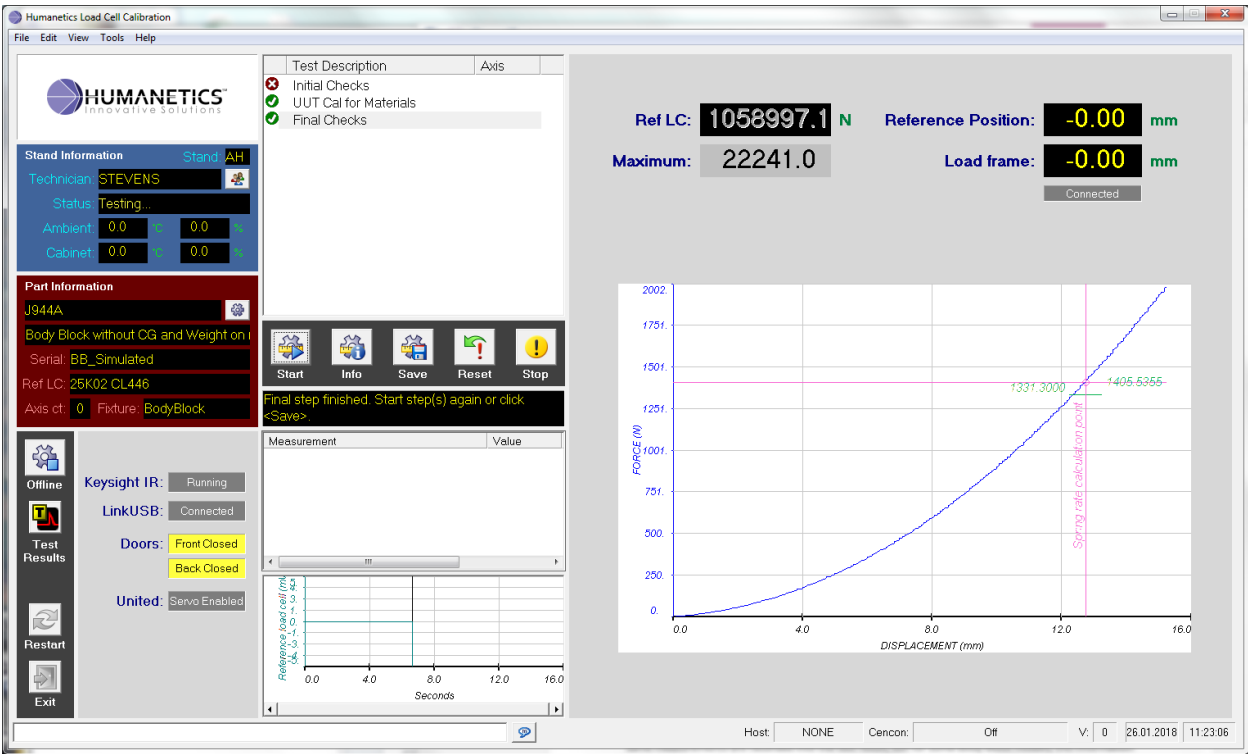 Humanetics Load Cell Calibration
File Edit View Tools Help
HUMANETICS™
Innovative Solutions
Stand Information Stand: AH
Technician: STEVENS
Status: Testing...
Ambient: 0.0 °C 0.0 %
Cabinet: 0.0 °C 0.0 %
Part Information
J944A
Body Block without CG and Weight on
Serial: BB_Simulated
Ref LC: 25K02 CL446
Axis ct: 0 Fixture: BodyBlock
Offline
Test Results
Restart
Exit
Keysight IR: Running
LinkUSB: Connected
Doors: Front Closed
Back Closed
United: Servo Enabled
Test Description Axis
Initial Checks
UUT Cal for Materials
Final Checks
Start Info Save Reset Stop
Final step finished. Start step(s) again or click
<Save>.
Measurement Value
Reference load cell
0.0 4.0 8.0 12.0 16.0
Seconds
Ref LC: 1058997.1 N Reference Position: -0.00 mm
Maximum: 22241.0 Load frame: -0.00 mm
Connected
2002.
1751.
1501.
1251.
1001.
751.
500.
250.
0.
FORCE (N)
1331.3000 1405.5355
Spring rate calculation point
0.0 4.0 8.0 12.0 16.0
DISPLACEMENT (mm)
Host: NONE Cencon: Off V: 0 26.01.2018 11:23:06